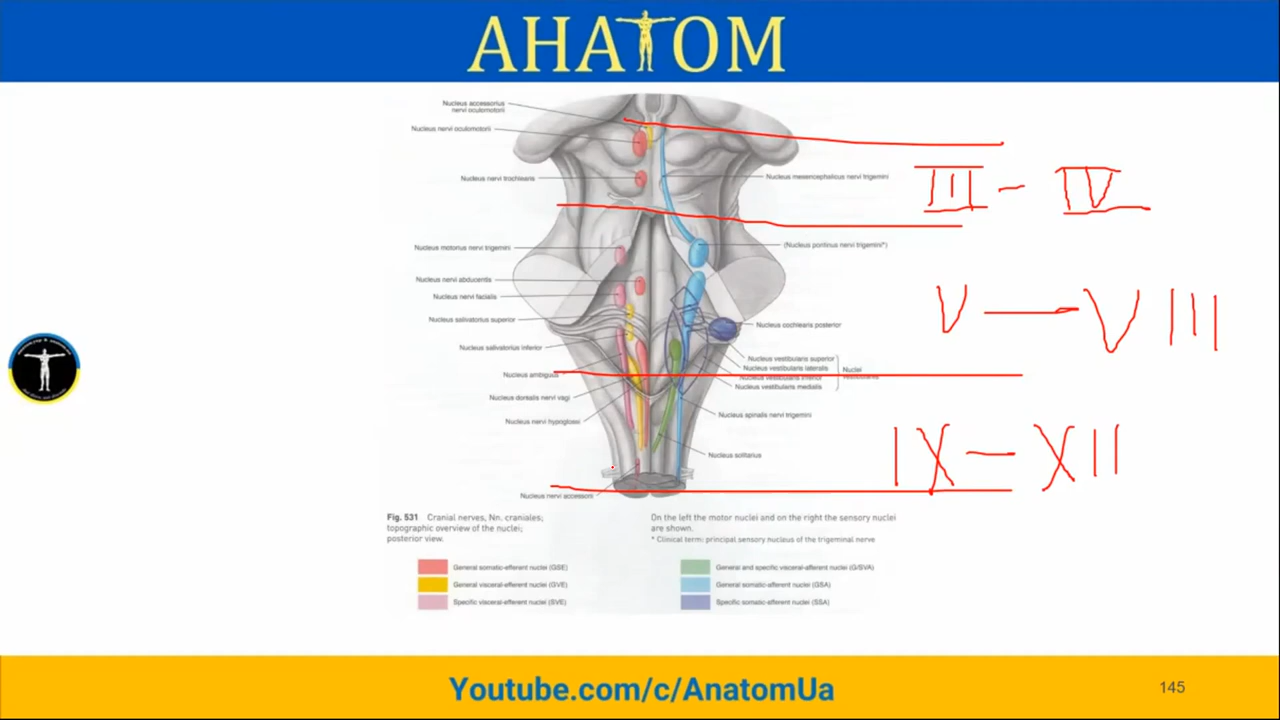 АНАТОМ
Nucleus accessorius
nervi oculomotorii
Nucleus nervi oculomotorii
Nucleus nervi trochlearis
Nucleus mesencephalicus nervi trigemini
III - IV
Nucleus motorius nervi trigemini
(Nucleus pontinus nervi trigemini*)
Nucleus nervi abducentis
Nucleus nervi facialis
Nucleus salivatorius superior
Nucleus cochlearis posterior
V — VIII
Nucleus salivatorius inferior
Nucleus vestibularis superior
Nucleus vestibularis lateralis
Nucleus vestibularis inferior
Nucleus vestibularis medialis
Nuclei
Nucleus ambiguus
Nucleus dorsalis nervi vagi
Nucleus nervi hypoglossi
Nucleus spinalis nervi trigemini
Nucleus solitarius
IX — XII
Nucleus nervi accessorii
Fig. 531 Cranial nerves, Nn. craniales;
topographic overview of the nuclei;
posterior view.
On the left the motor nuclei and on the right the sensory nuclei
are shown.
* Clinical term: principal sensory nucleus of the trigeminal nerve
General somatic-efferent nuclei (GSE)
General visceral-efferent nuclei (GVE)
Specific visceral-efferent nuclei (SVE)
General and specific visceral-afferent nuclei (G/SVA)
General somatic-afferent nuclei (GSA)
Specific somatic-afferent nuclei (SSA)
Youtube.com/c/AnatomUa
145